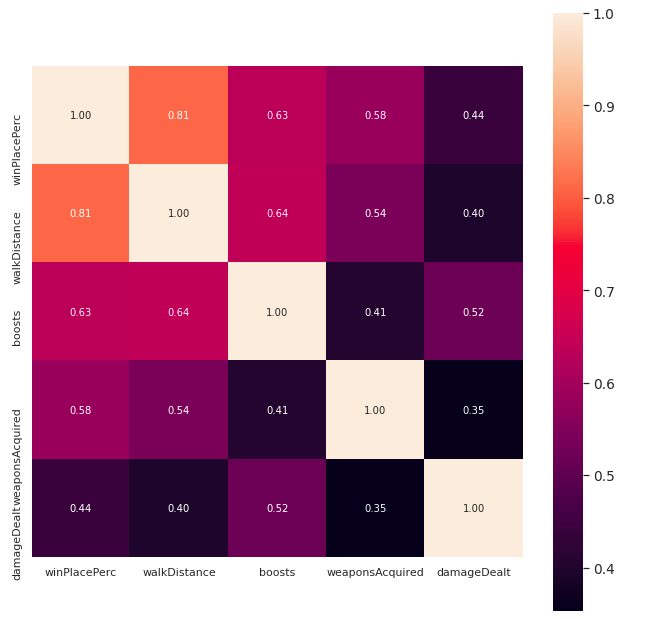 1.0
winPlacePerc 1.00 0.81 0.63 0.58 0.44
0.9
walkDistance 0.81 1.00 0.64 0.54 0.40
0.8
boosts 0.63 0.64 1.00 0.41 0.52
0.7
weaponsAcquired 0.58 0.54 0.41 1.00 0.35
0.6
damageDealt 0.44 0.40 0.52 0.35 1.00
0.5
winPlacePerc walkDistance boosts weaponsAcquired damageDealt
0.4